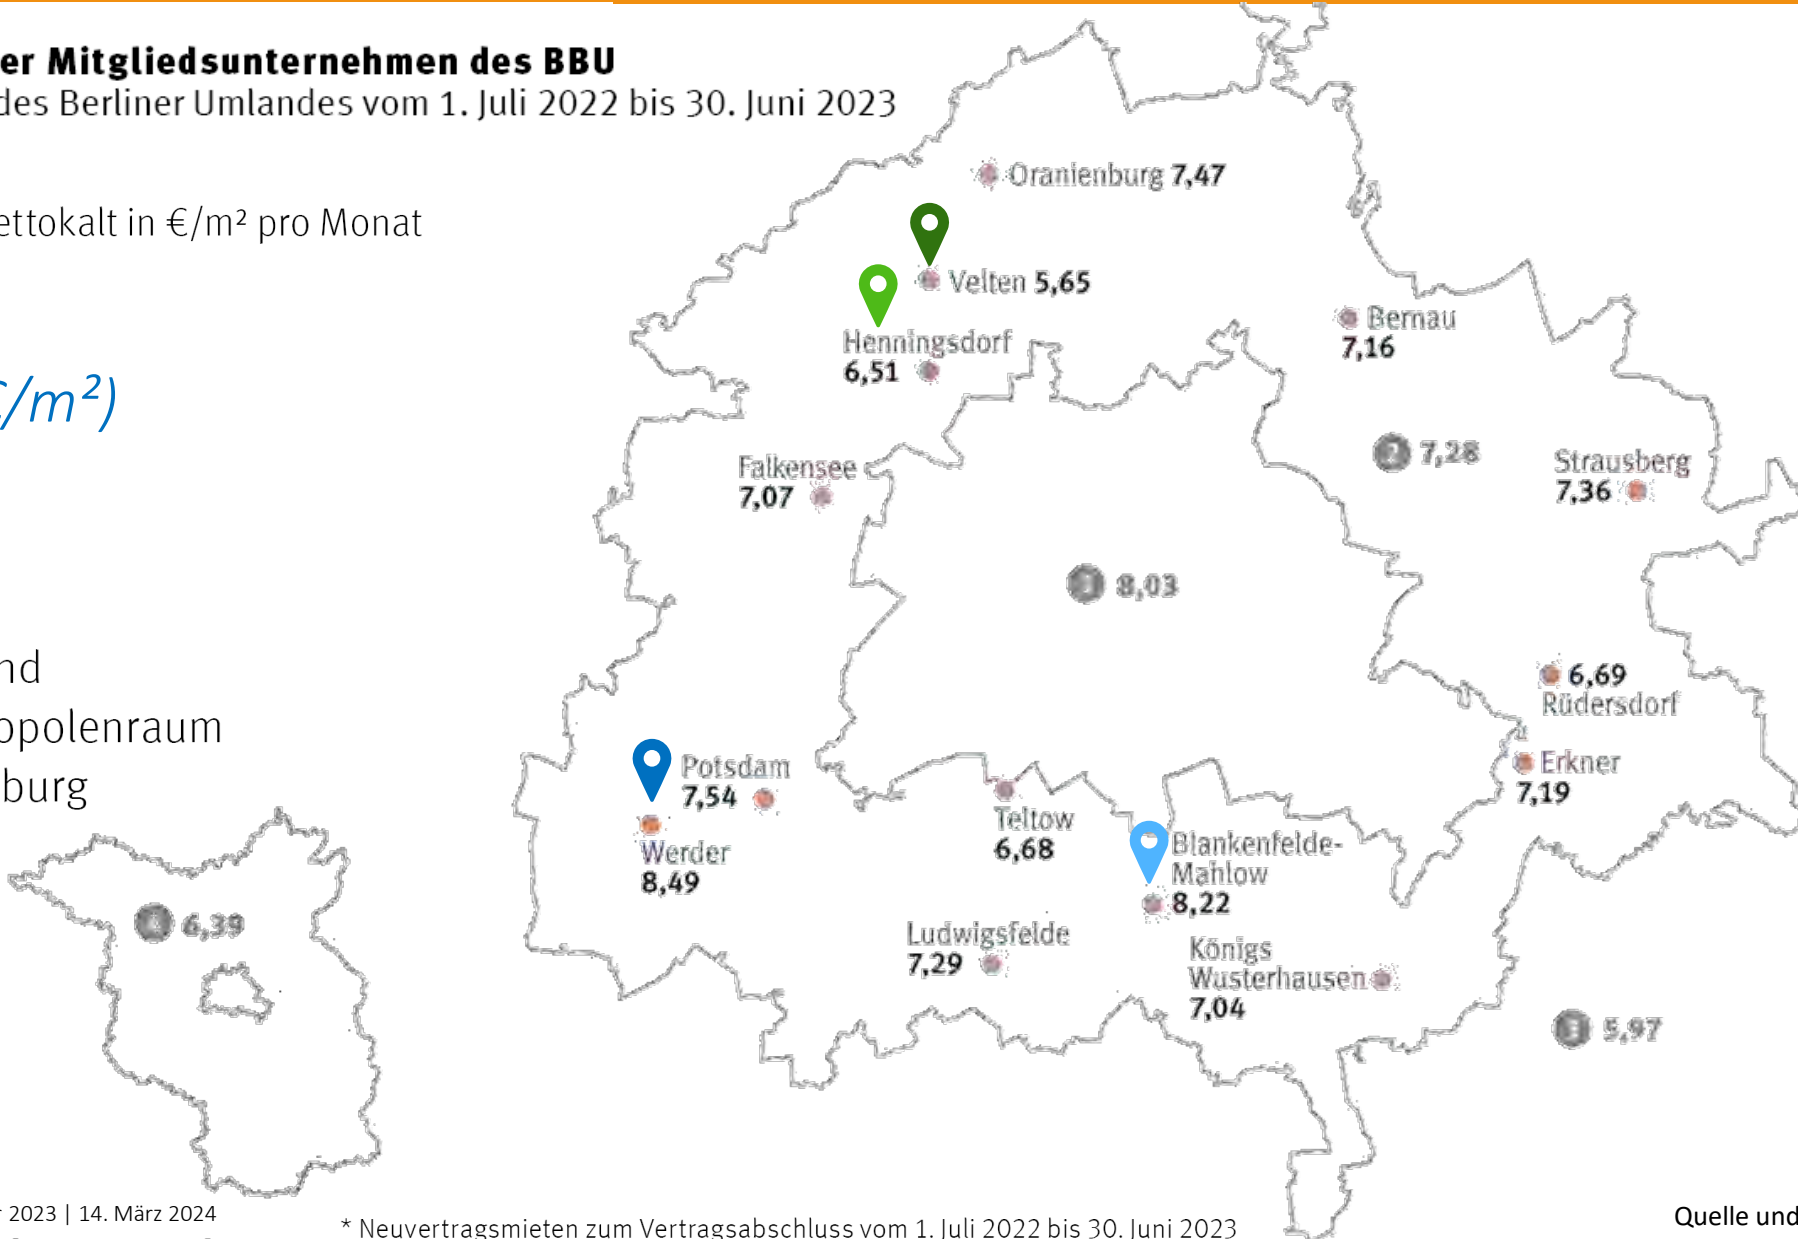 er Mitgliedsunternehmen des BBU
des Berliner Umlandes vom 1. Juli 2022 bis 30. Juni 2023
ettokalt in €/m² pro Monat
€/m²)
nd
opolenraum
burg
Oranienburg 7,47
Velten 5,65
Henningsdorf
6,51
Bernau
7,16
2 7,28
Falkensee
7,07
Strausberg
7,36
8,03
6,69
Rüdersdorf
Potsdam
7,54
Erkner
7,19
Werder
8,49
Teltow
6,68
Blankenfelde-
Mahlow
8,22
Ludwigsfelde
7,29
Königs
Wusterhausen
7,04
6,39
3 5,97
r 2023 | 14. März 2024
* Neuvertragsmieten zum Vertragsabschluss vom 1. Juli 2022 bis 30. Juni 2023
Quelle und